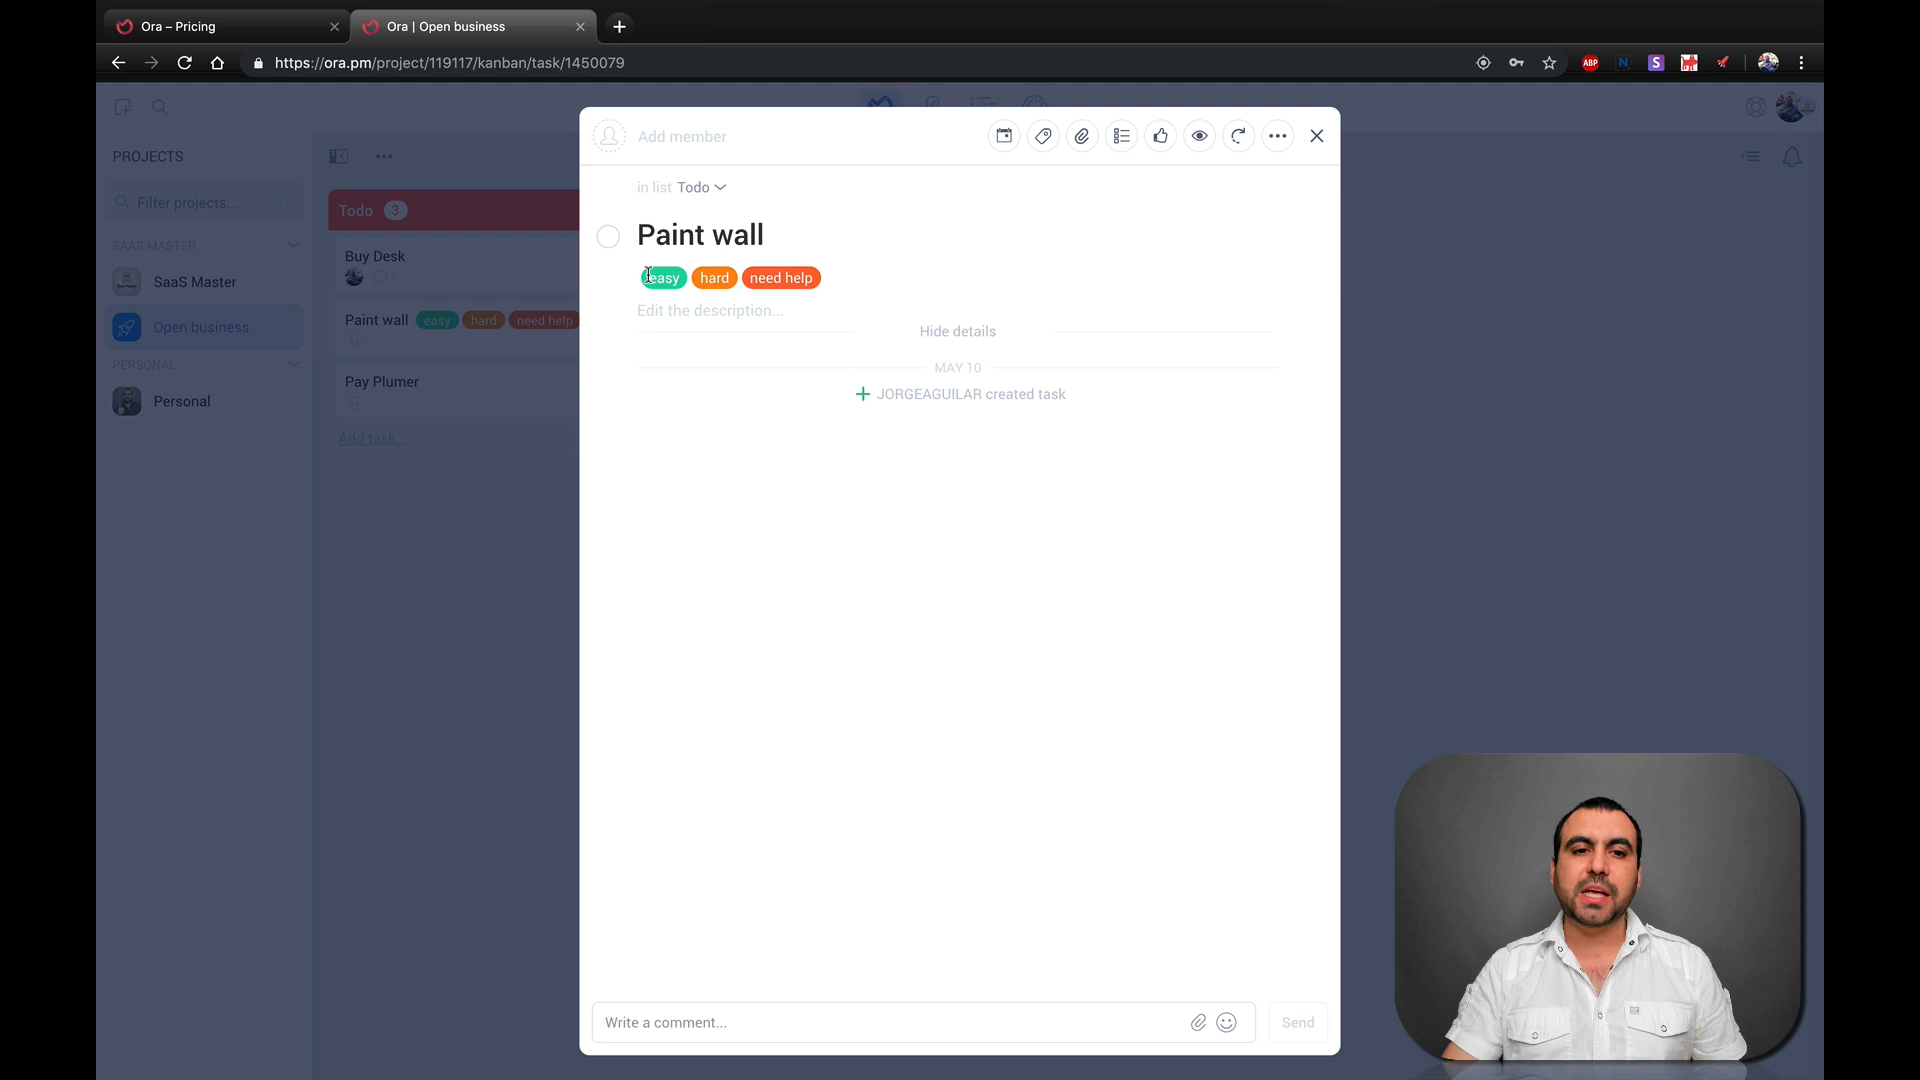 Ora – Pricing
Ora | Open business
https://ora.pm/project/119117/kanban/task/1450079
ABP
N
S
PROJECTS
Filter projects...
SAAS MASTER
SaaS Master
Open business
PERSONAL
Personal
Todo 3
Buy Desk
1
Paint wall easy hard need help
Pay Plumer
Add task...
Add member
in list Todo
Paint wall
easy hard need help
Edit the description...
Hide details
MAY 10
JORGEAGUILAR created task
Write a comment...
Send